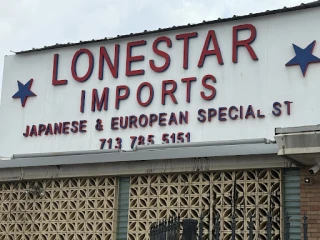 LONESTAR
IMPORTS
JAPANESE & EUROPEAN SPECIAL ST
713 785 5151